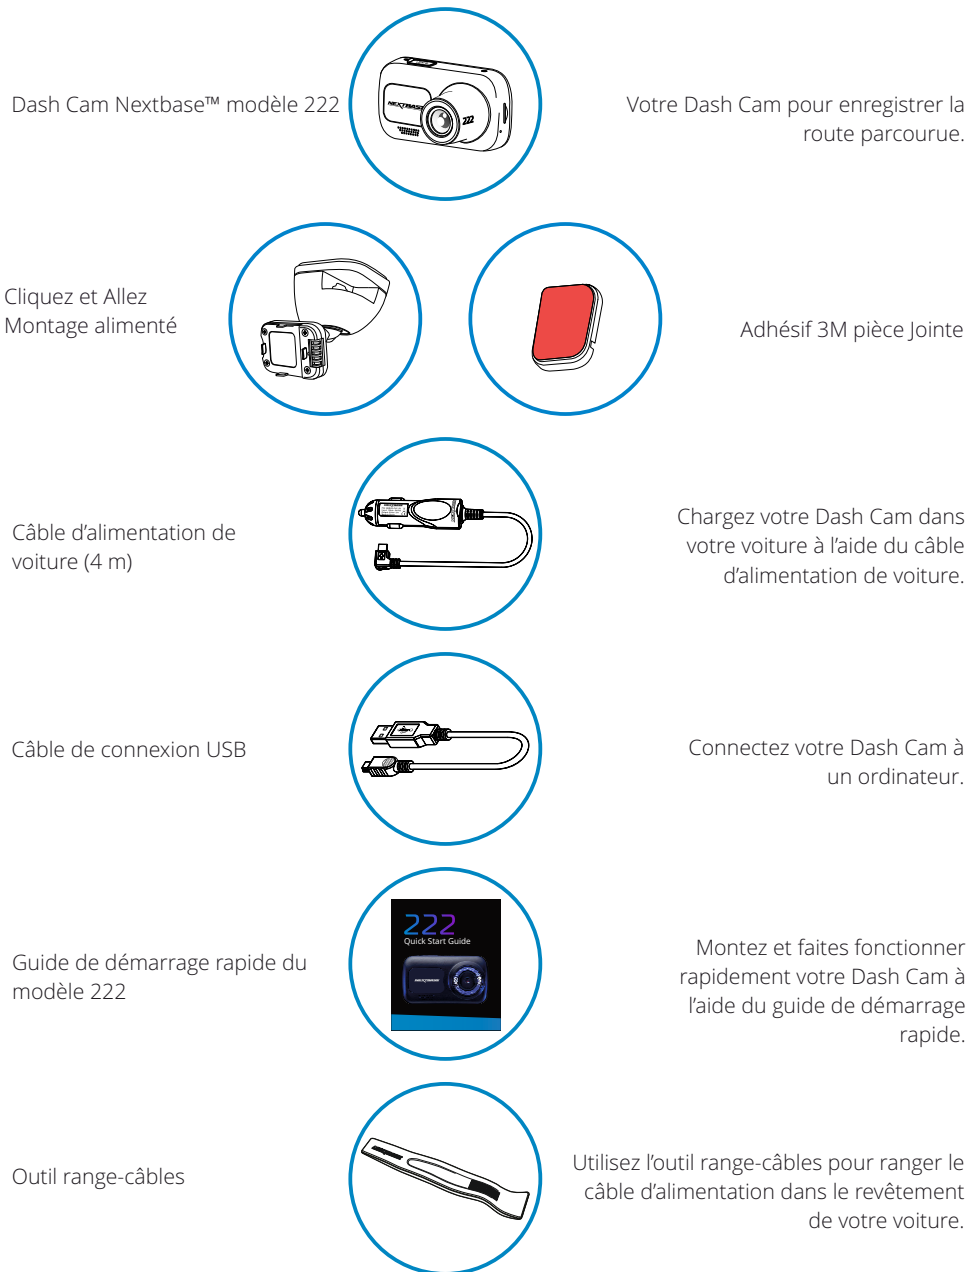 Dash Cam Nextbase™ modèle 222
NEXTBASE
222
Votre Dash Cam pour enregistrer la
route parcourue.
Cliquez et Allez
Montage alimenté
Adhésif 3M pièce Jointe
Câble d’alimentation de
voiture (4 m)
Chargez votre Dash Cam dans
votre voiture à l’aide du câble
d’alimentation de voiture.
Câble de connexion USB
Connectez votre Dash Cam à
un ordinateur.
Guide de démarrage rapide du
modèle 222
222
Quick Start Guide
NEXTBASE
Montez et faites fonctionner
rapidement votre Dash Cam à
l’aide du guide de démarrage
rapide.
Outil range-câbles
Utilisez l’outil range-câbles pour ranger le
câble d’alimentation dans le revêtement
de votre voiture.